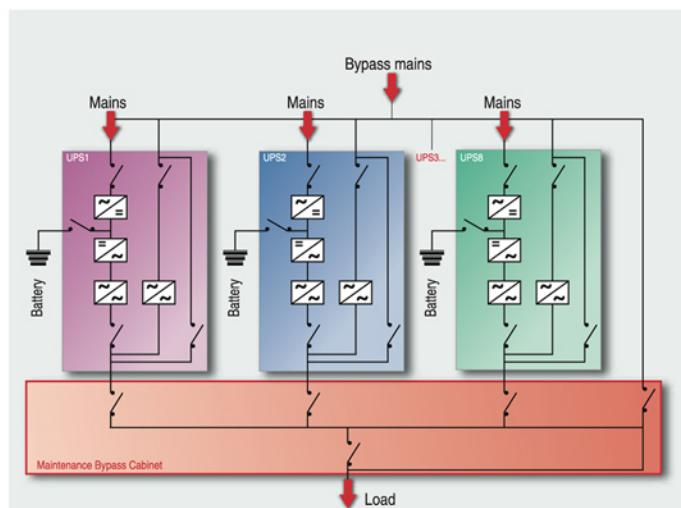 Bypass mains
Mains
Mains
Mains
UPS1
UPS2
UPS3...
UPS8
Battery
Battery
Battery
Maintenance Bypass Cabinet
Load